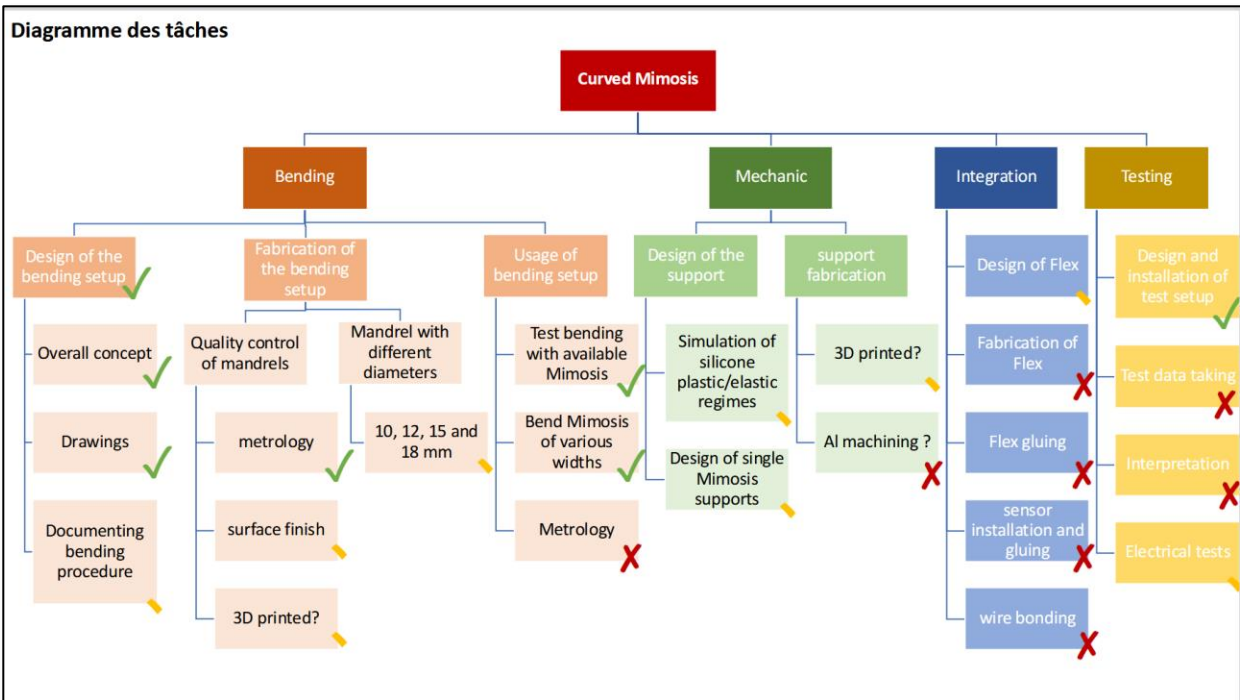 Diagramme des tâches
Curved Mimosis
Bending
Mechanic
Integration
Testing
Design of the
bending setup
Fabrication of
the bending
setup
Usage of
bending setup
Design of the
support
support
fabrication
Design of Flex
Design and
installation of
test setup
Overall concept
Quality control
of mandrels
Mandrel with
different
diameters
Test bending
with available
Mimosis
Simulation of
silicone
plastic/elastic
regimes
3D printed?
Fabrication of
Flex
Test data taking
Drawings
metrology
10, 12, 15 and
18 mm
Bend Mimosis
of various
widths
Design of single
Mimosis
supports
Al machining ?
Flex gluing
Interpretation
Documenting
bending
procedure
surface finish
Metrology
sensor
installation and
gluing
Electrical tests
3D printed?
wire bonding